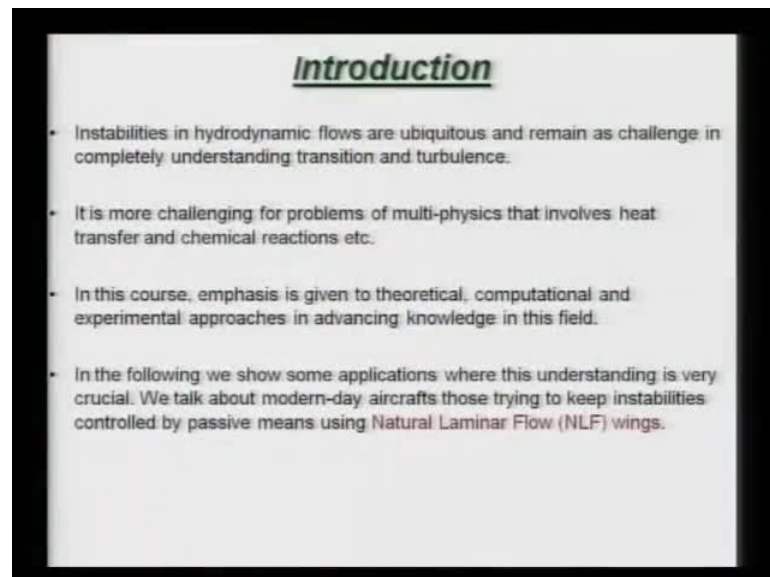 Introduction
• Instabilities in hydrodynamic flows are ubiquitous and remain as challenge in
completely understanding transition and turbulence.
• It is more challenging for problems of multi-physics that involves heat
transfer and chemical reactions etc.
• In this course, emphasis is given to theoretical, computational and
experimental approaches in advancing knowledge in this field.
• In the following we show some applications where this understanding is very
crucial. We talk about modern-day aircrafts those trying to keep instabilities
controlled by passive means using Natural Laminar Flow (NLF) wings.